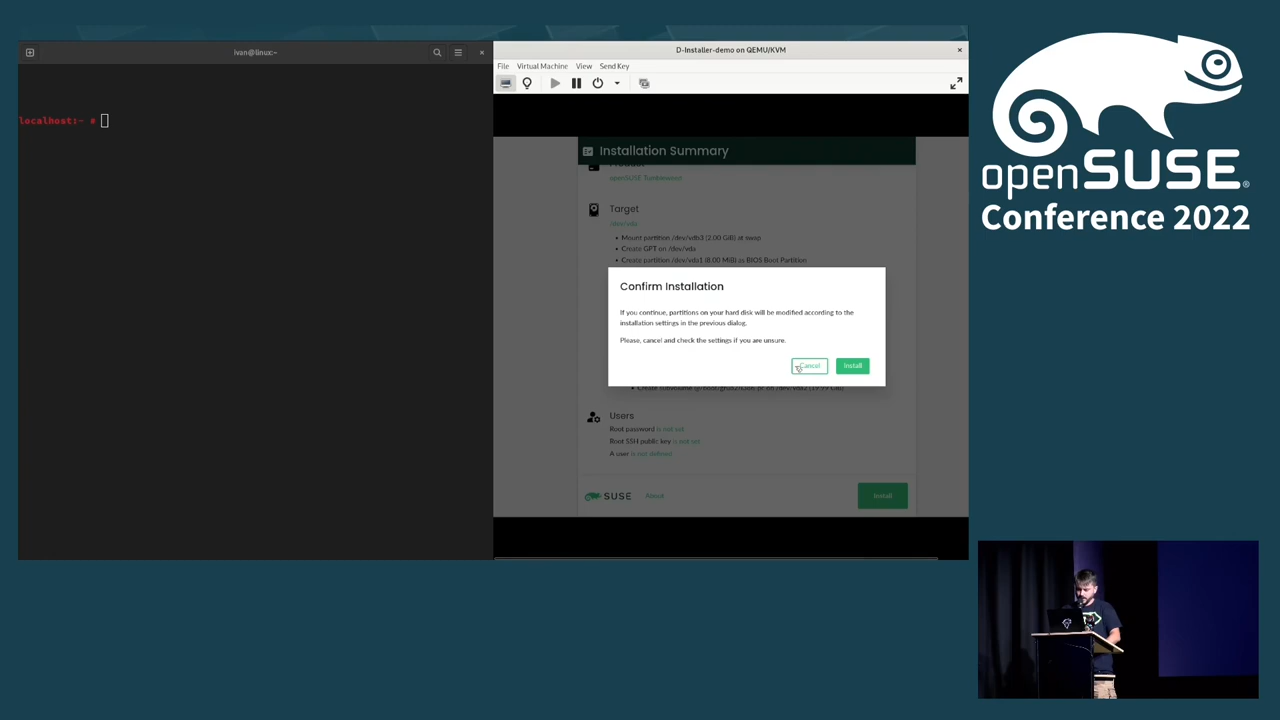 ivan@linux:~
localhost:~ #
D-Installer-demo on QEMU/KVM
File Virtual Machine View Send Key
Installation Summary
Product
openSUSE Tumbleweed
Target
/dev/vda
• Mount partition /dev/vdb3 (2.00 GiB) as swap
• Create GPT on /dev/vda
• Create partition /dev/vda1 (8.00 MiB) as BIOS Boot Partition
Confirm Installation
If you continue, partitions on your hard disk will be modified according to the
installation settings in the previous dialog.
Please, cancel and check the settings if you are unsure.
Cancel Install
Users
Root password is not set
Root SSH public key is not set
A user is not defined
SUSE About Install
openSUSE®
Conference 2022